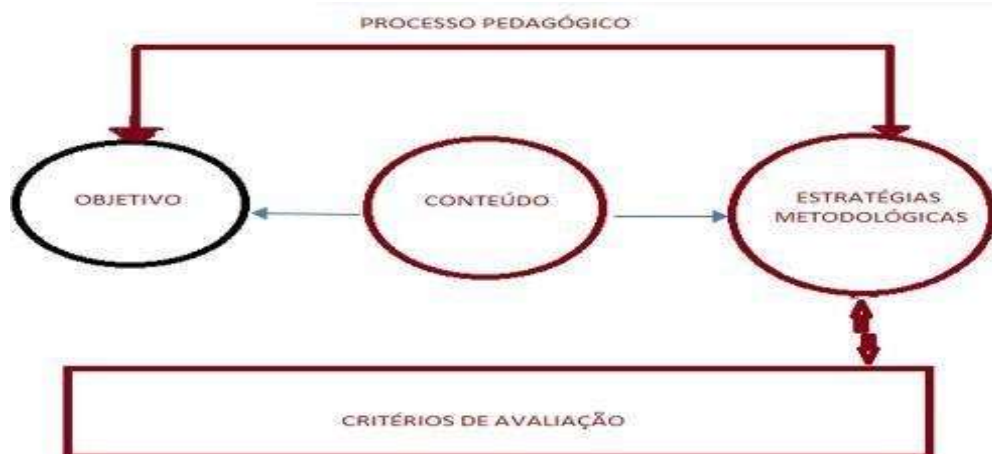 PROCESSO PEDAGÓGICO
OBJETIVO
CONTEÚDO
ESTRATÉGIAS
METODOLÓGICAS
CRITÉRIOS DE AVALIAÇÃO